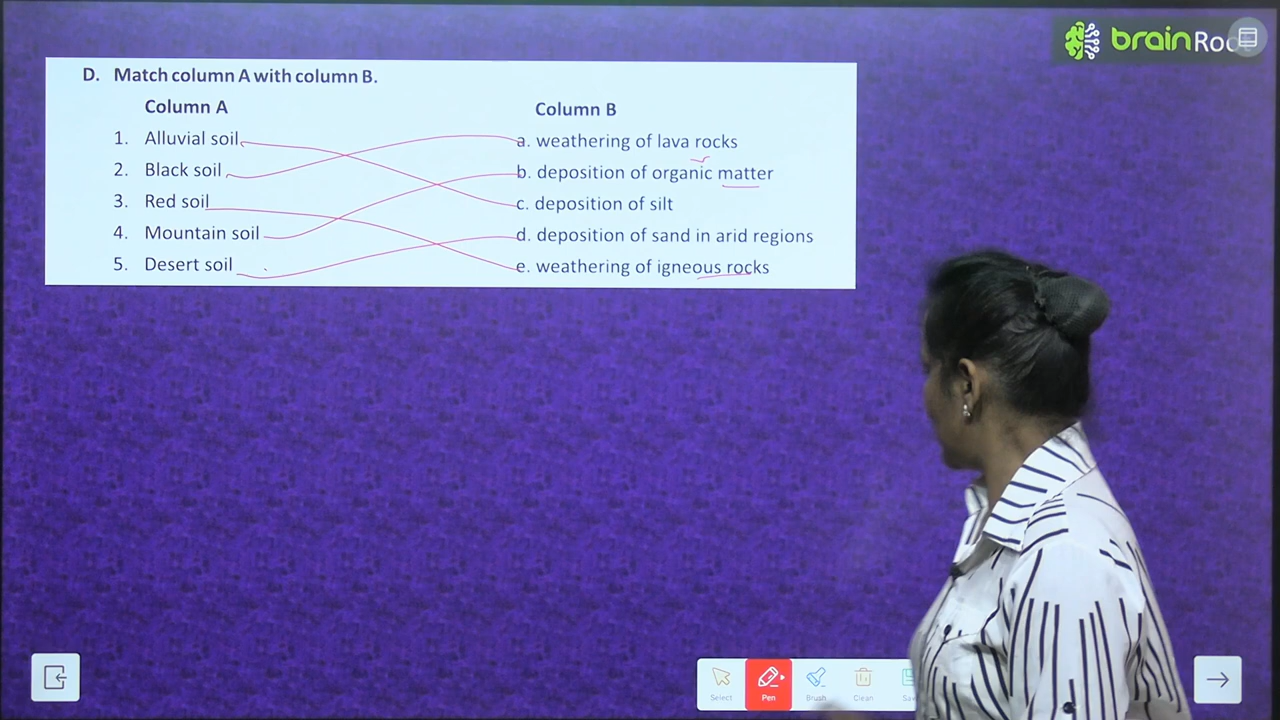 brainRoo
D. Match column A with column B.
Column A
Column B
1. Alluvial soil
a. weathering of lava rocks
2. Black soil
b. deposition of organic matter
3. Red soil
c. deposition of silt
4. Mountain soil
d. deposition of sand in arid regions
5. Desert soil
e. weathering of igneous rocks
Select
Pen
Brush
Clean